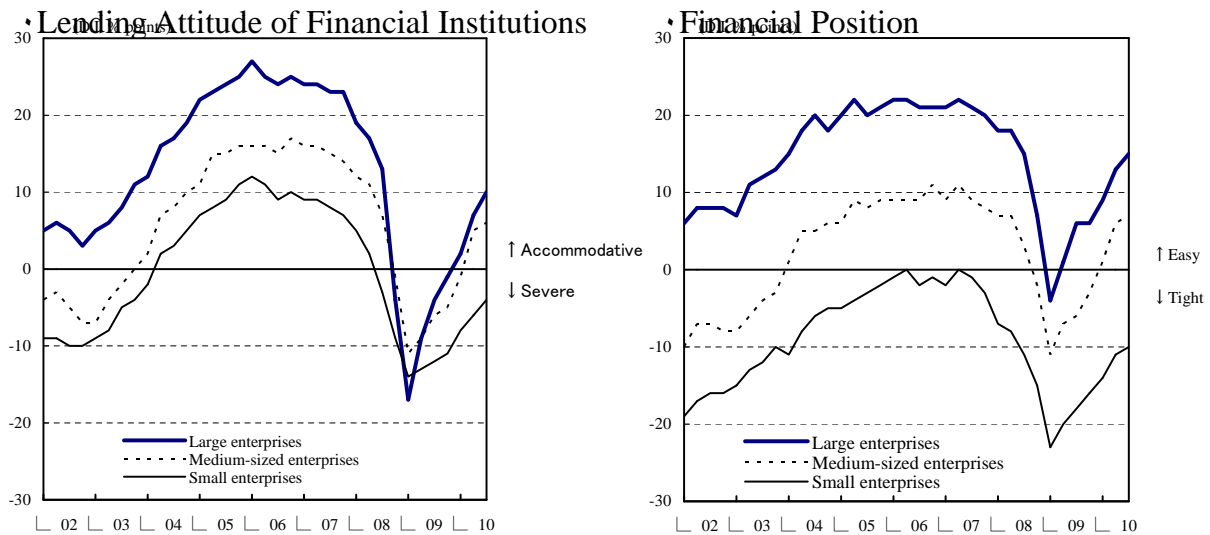 Lending Attitude of Financial Institutions
(D.I. % points)
30
20
10
0
-10
-20
-30
↑ Accommodative
↓ Severe
Large enterprises
Medium-sized enterprises
Small enterprises
02 03 04 05 06 07 08 09 10
Financial Position
(D.I. % points)
30
20
10
0
-10
-20
-30
↑ Easy
↓ Tight
Large enterprises
Medium-sized enterprises
Small enterprises
02 03 04 05 06 07 08 09 10